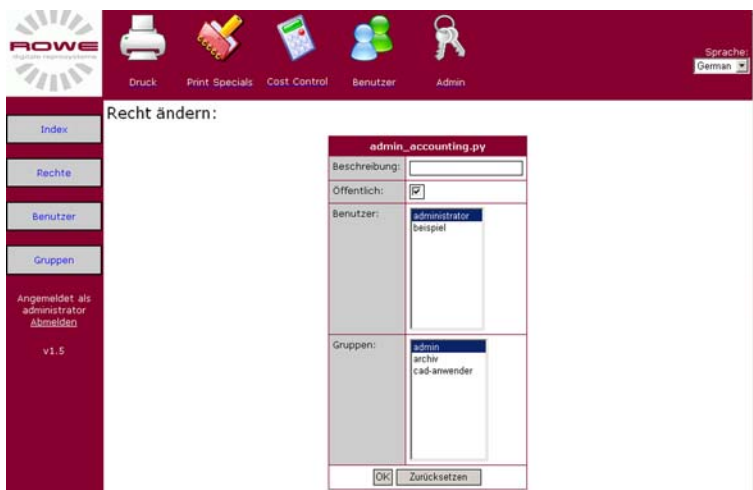 ROWE
digitale reprosysteme
Druck
Print Specials
Cost Control
Benutzer
Admin
Sprache:
German
Index
Rechte
Benutzer
Gruppen
Angemeldet als
administrator
Abmelden
v1.5
Recht ändern:
admin_accounting.py
Beschreibung:
Öffentlich:
Benutzer:
administrator
beispiel
Gruppen:
admin
archiv
cad-anwender
OK
Zurücksetzen